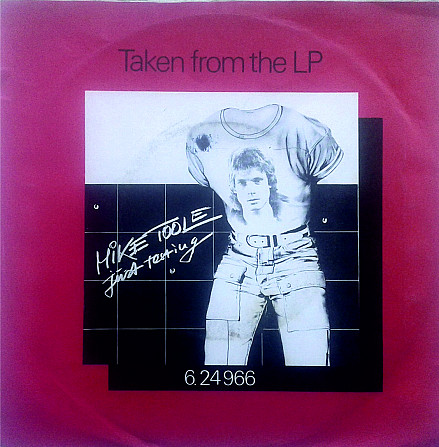 Taken from the LP
MIKE TOOLE
Just Testing
6.24966